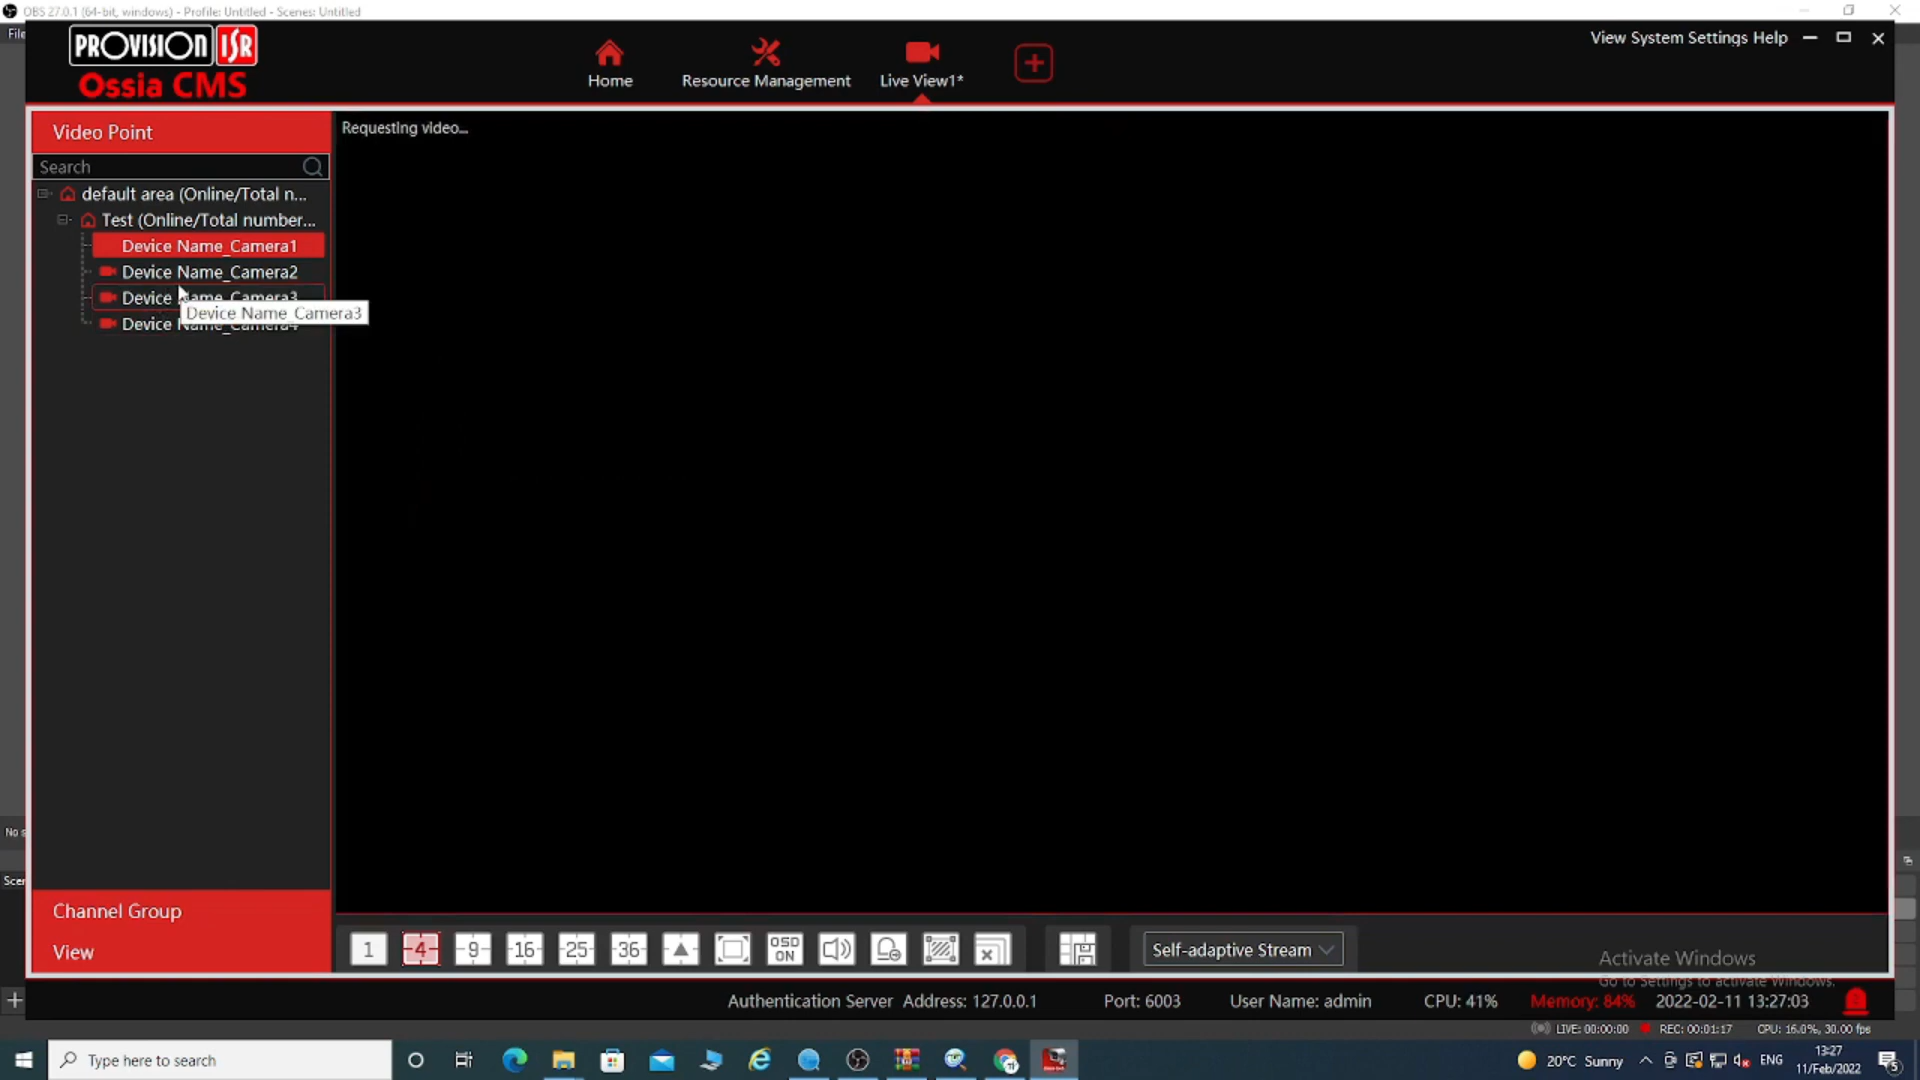 OBS 27.0.1 (64-bit, windows) - Profile: Untitled - Scenes: Untitled
File
PROVISION ISR
Ossia CMS
Home
Resource Management
Live View1*
View System Settings Help
Video Point
Search
default area (Online/Total n...
Test (Online/Total number...
Device Name_Camera1
Device Name_Camera2
Device Name_Camera3
Device Name_Camera3
Device Name_Camera4
Requesting video...
No s
Scen
Channel Group
View
1
4
9
16
25
36
OSD
ON
Self-adaptive Stream
Activate Windows
Go to Settings to activate Windows.
Authentication Server Address: 127.0.0.1
Port: 6003
User Name: admin
CPU: 41%
Memory: 84%
2022-02-11 13:27:03
LIVE: 00:00:00
REC: 00:01:17
CPU: 16.0%, 30.00 fps
Type here to search
20°C Sunny
ENG
13:27
11/Feb/2022
5